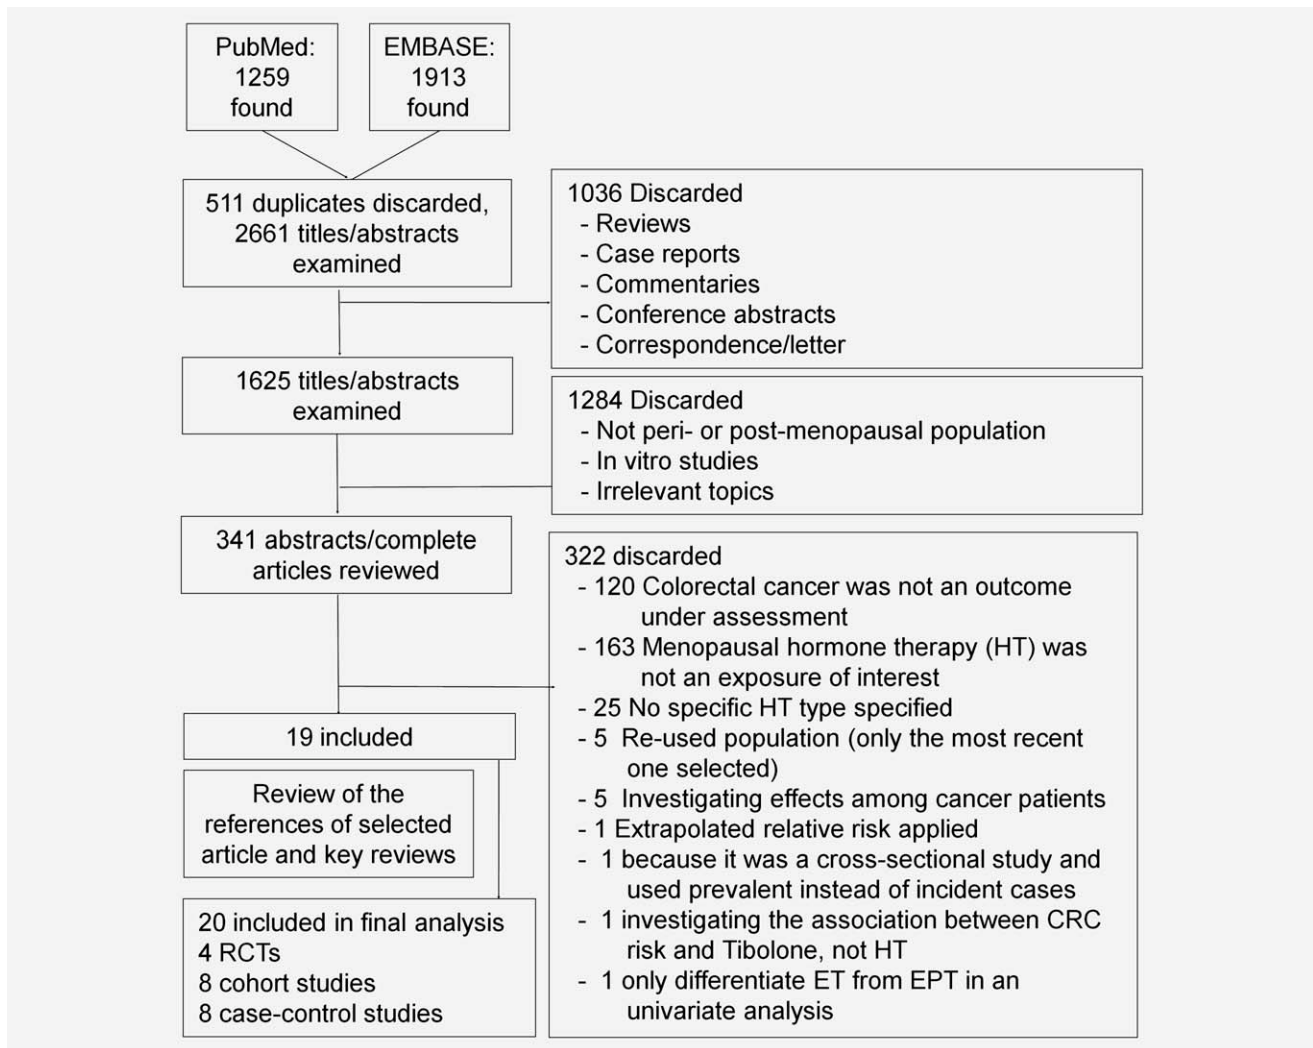 PubMed:
1259
found
EMBASE:
1913
found
511 duplicates discarded,
2661 titles/abstracts
examined
1036 Discarded
- Reviews
- Case reports
- Commentaries
- Conference abstracts
- Correspondence/letter
1625 titles/abstracts
examined
1284 Discarded
- Not peri- or post-menopausal population
- In vitro studies
- Irrelevant topics
341 abstracts/complete
articles reviewed
322 discarded
- 120 Colorectal cancer was not an outcome
under assessment
- 163 Menopausal hormone therapy (HT) was
not an exposure of interest
- 25 No specific HT type specified
- 5 Re-used population (only the most recent
one selected)
- 5 Investigating effects among cancer patients
- 1 Extrapolated relative risk applied
- 1 because it was a cross-sectional study and
used prevalent instead of incident cases
- 1 investigating the association between CRC
risk and Tibolone, not HT
- 1 only differentiate ET from EPT in an
univariate analysis
19 included
Review of the
references of selected
article and key reviews
20 included in final analysis
4 RCTs
8 cohort studies
8 case-control studies